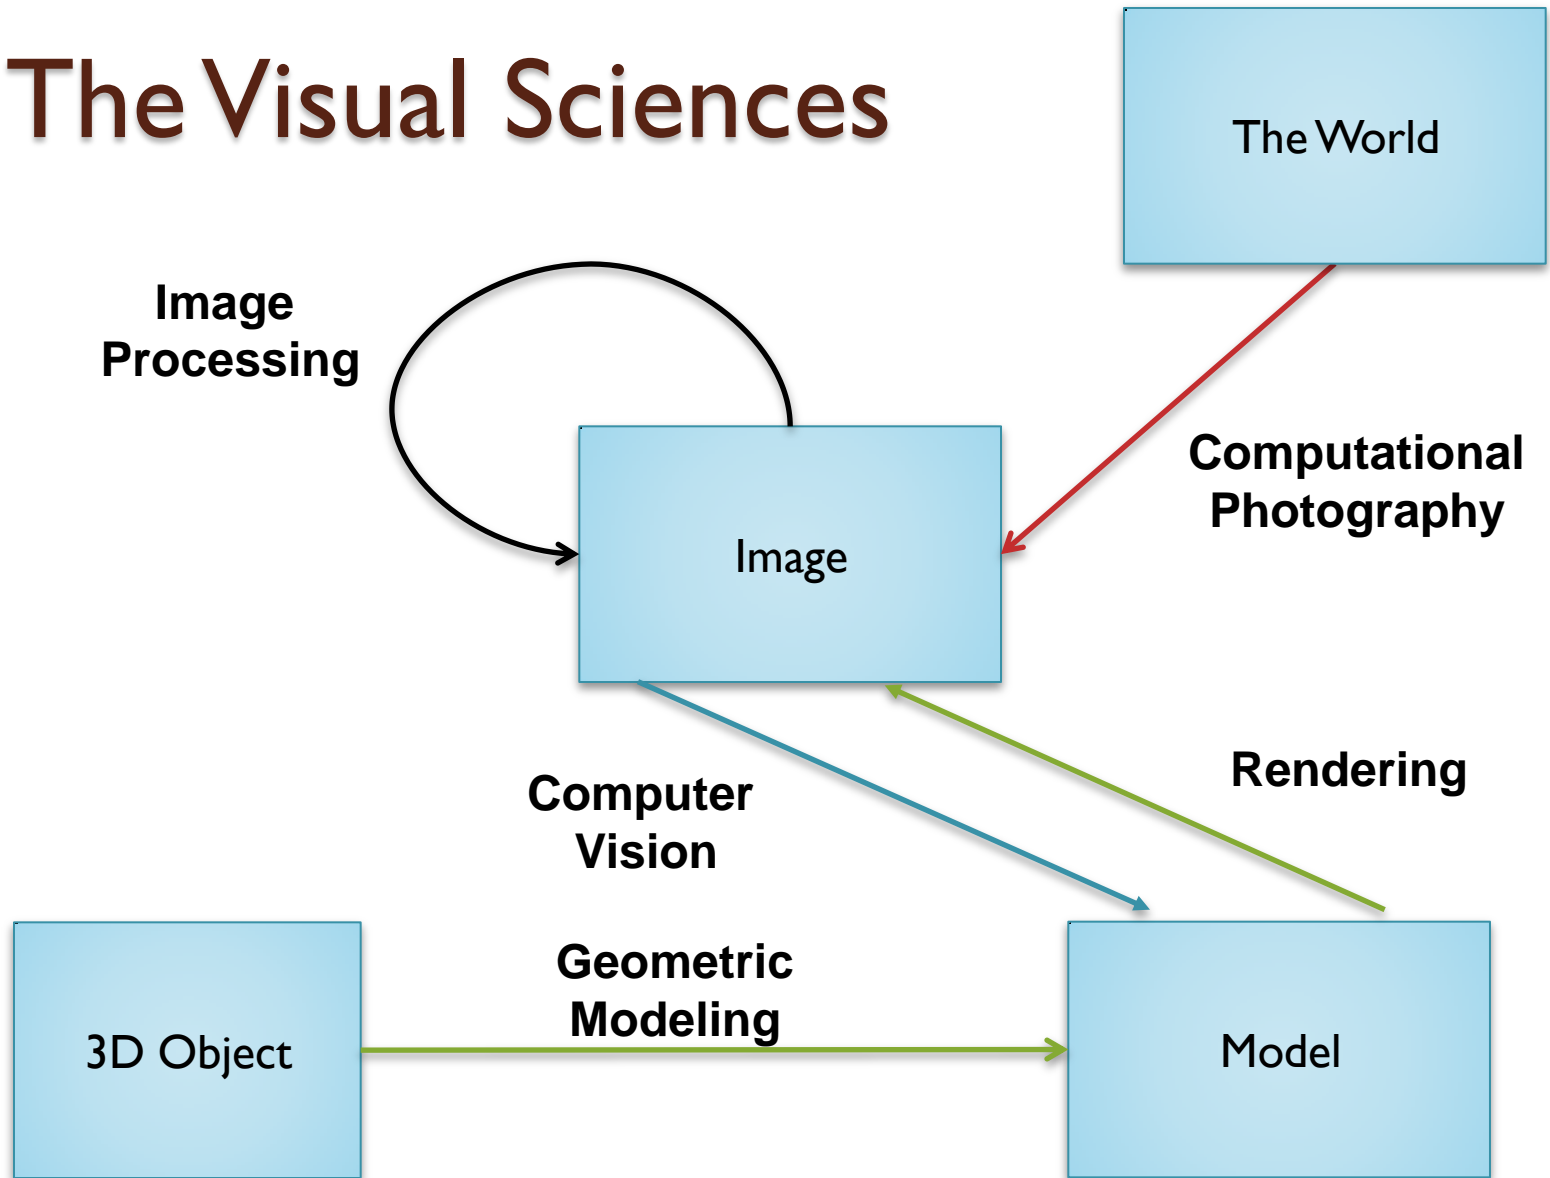 The Visual Sciences
The World
Image
Processing
Computational
Photography
Image
Rendering
Computer
Vision
Geometric
Modeling
3D Object
Model